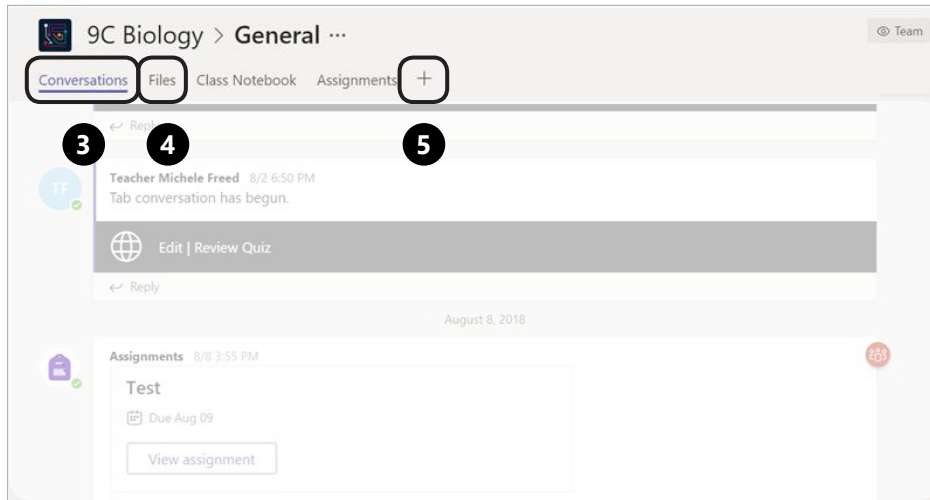 9C Biology > General ···
Team
Conversations Files Class Notebook Assignments +
3 4 5
Reply
TF
Teacher Michele Freed 8/2 6:50 PM
Tab conversation has begun.
Edit | Review Quiz
Reply
August 8, 2018
Assignments 8/8 3:55 PM
Test
Due Aug 09
View assignment